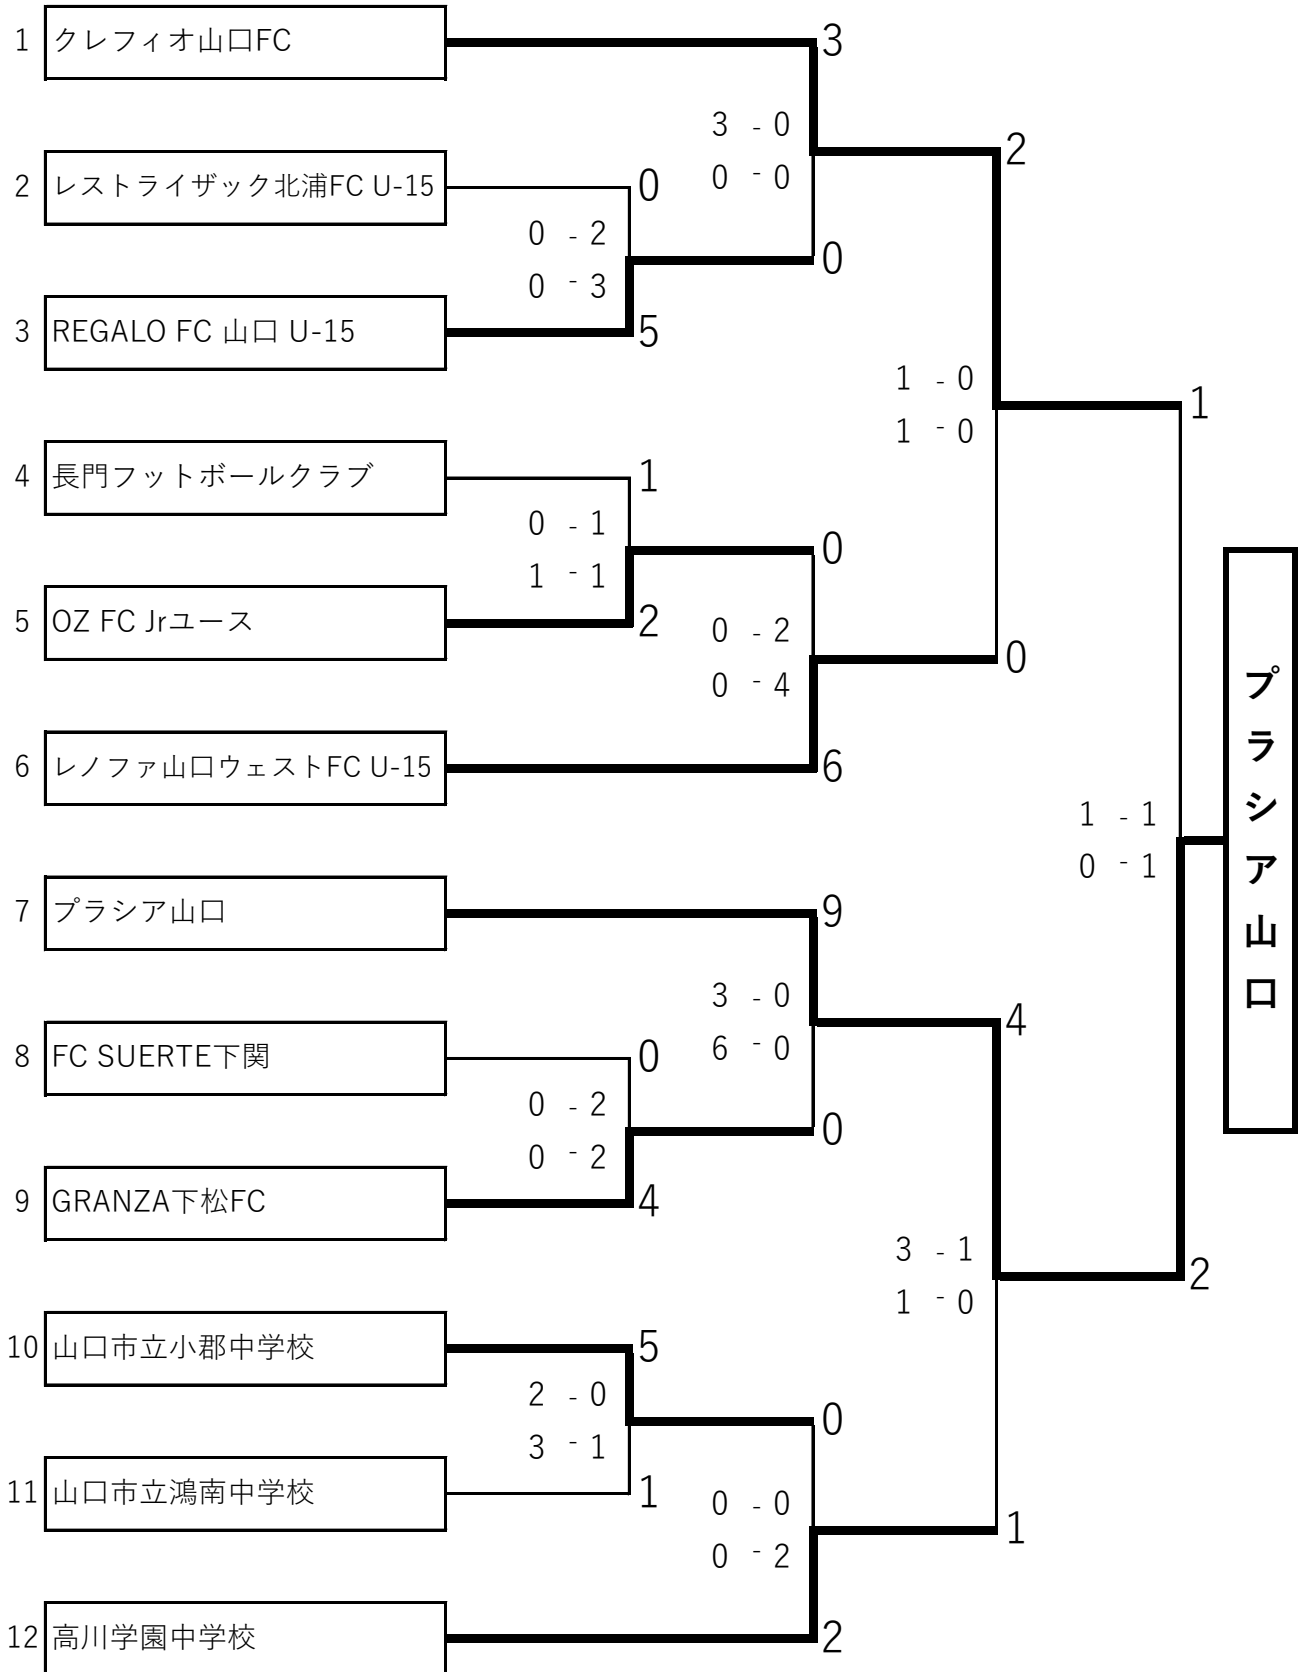 1 クレフィオ山口FC 3
3 - 0 2
2 レストライザック北浦FC U-15 0 0 - 0
0 - 2 0
0 - 3
3 REGALO FC 山口 U-15 5
1 - 0 1
1 - 0
4 長門フットボールクラブ 1
0 - 1 0
1 - 1
5 OZ FC Jrユース 2 0 - 2
0 - 4 0
6 レノファ山口ウェストFC U-15 6
1 - 1
0 - 1
プラシア山口
7 プラシア山口 9
3 - 0 4
8 FC SUERTE下関 0 6 - 0
0 - 2 0
0 - 2
9 GRANZA下松FC 4
3 - 1 2
1 - 0
10 山口市立小郡中学校 5
2 - 0 0
3 - 1
11 山口市立鴻南中学校 1 0 - 0
0 - 2 1
12 高川学園中学校 2